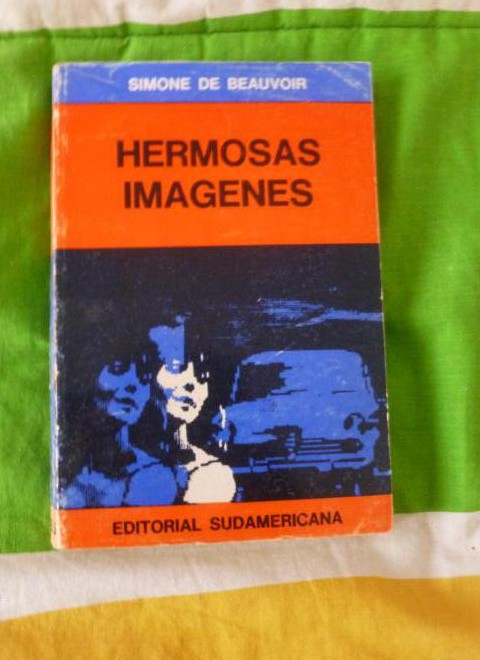 SIMONE DE BEAUVOIR
HERMOSAS
IMAGENES
EDITORIAL SUDAMERICANA